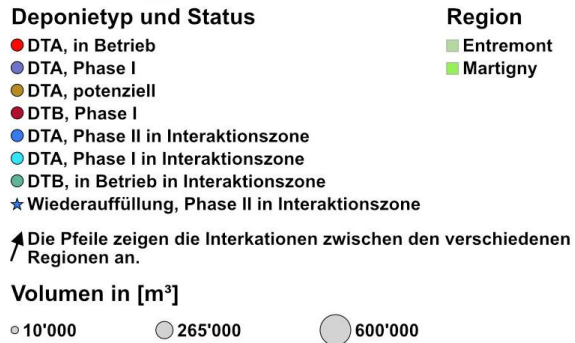 Deponietyp und Status
DTA, in Betrieb
DTA, Phase I
DTA, potenziell
DTB, Phase I
DTA, Phase II in Interaktionszone
DTA, Phase I in Interaktionszone
DTB, in Betrieb in Interaktionszone
Wiederauffüllung, Phase II in Interaktionszone
Die Pfeile zeigen die Interkationen zwischen den verschiedenen
Regionen an.
Region
Entremont
Martigny
Volumen in [m³]
10'000 265'000 600'000